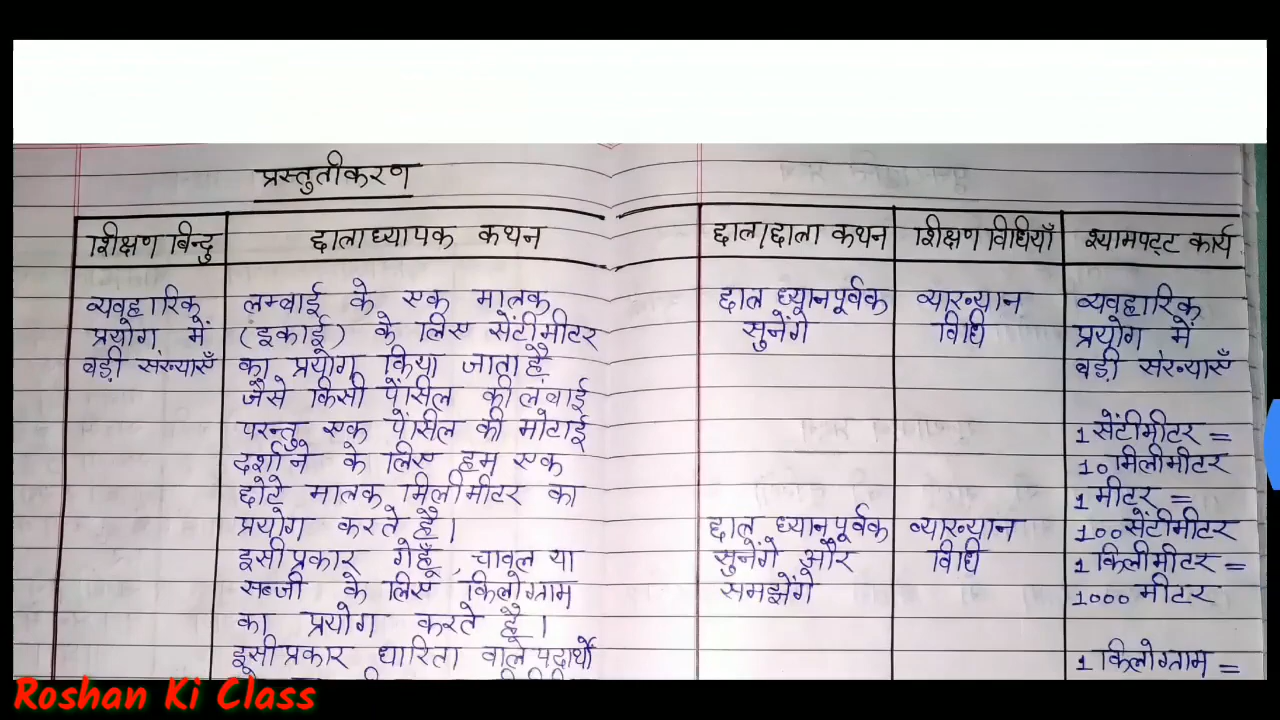 प्रस्तुतीकरण
शिक्षण बिन्दु
छात्राध्यापक कथन
छात्र/छात्रा कथन
शिक्षण विधियाँ
श्यामपट्ट कार्य
व्यवहारिक
प्रयोग में
बड़ी संख्याएँ
लम्बाई के एक मात्रक
(इकाई) के लिए सेंटीमीटर
का प्रयोग किया जाता है
जैसे किसी पेंसिल की लंबाई
परन्तु एक पेंसिल की मोटाई
दर्शाने के लिए हम एक
छोटे मात्रक मिलीमीटर का
प्रयोग करते है।
इसी प्रकार गेहूँ, चावल या
सब्जी के लिए किलोग्राम
का प्रयोग करते है।
इसी प्रकार धारिता वाले पदार्थो
छात्र ध्यानपूर्वक
सुनेंगे
छात्र ध्यानपूर्वक
सुनेंगे और
समझेंगे
व्याख्यान
विधि
व्याख्यान
विधि
व्यवहारिक
प्रयोग में
बड़ी संख्याएँ
1 सेंटीमीटर =
10 मिलीमीटर
1 मीटर =
100 सेंटीमीटर
1 किलीमीटर =
1000 मीटर
1 किलोग्राम =
Roshan Ki Class